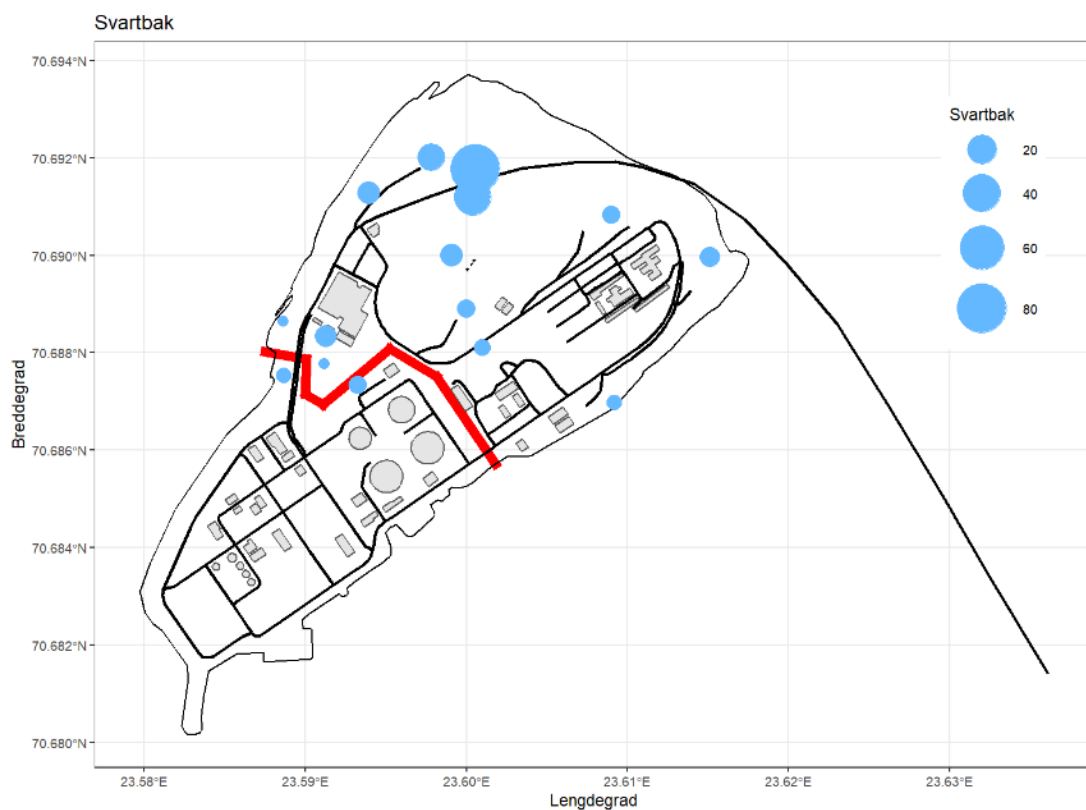 Svartbak
70.694°N
70.692°N
70.690°N
70.688°N
70.686°N
70.684°N
70.682°N
70.680°N
Breddegrad
23.58°E
23.59°E
23.60°E
23.61°E
23.62°E
23.63°E
Lengdegrad
Svartbak
20
40
60
80